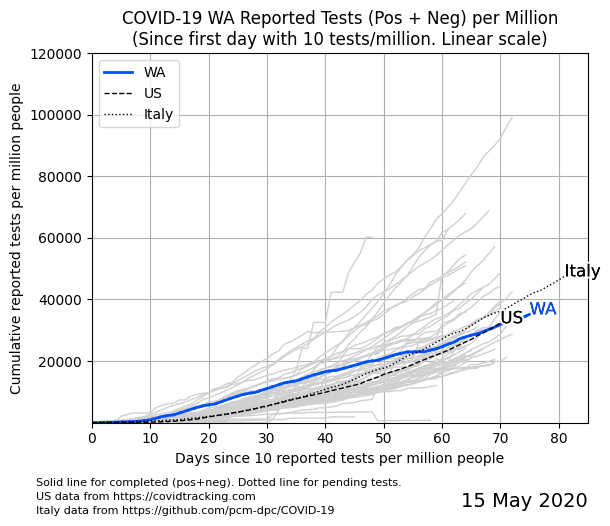 COVID-19 WA Reported Tests (Pos + Neg) per Million
(Since first day with 10 tests/million. Linear scale)
Cumulative reported tests per million people
120000
100000
80000
60000
40000
20000
WA
US
Italy
Italy
WA
US
0 10 20 30 40 50 60 70 80
Days since 10 reported tests per million people
Solid line for completed (pos+neg). Dotted line for pending tests.
US data from https://covidtracking.com
Italy data from https://github.com/pcm-dpc/COVID-19
15 May 2020